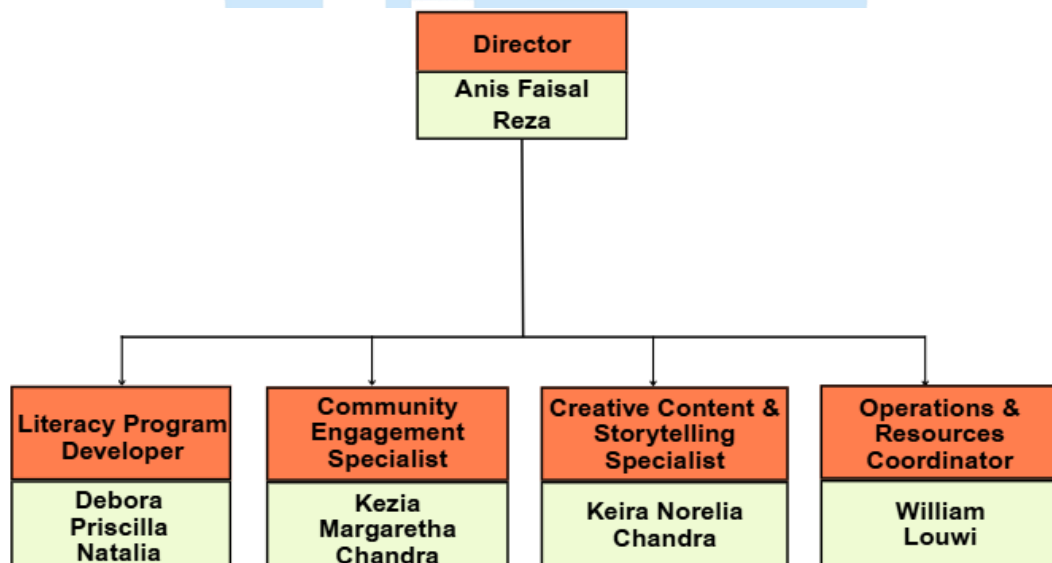 Director
Anis Faisal
Reza
Literacy Program
Developer
Debora
Priscilla
Natalia
Community
Engagement
Specialist
Kezia
Margaretha
Chandra
Creative Content &
Storytelling
Specialist
Keira Norelia
Chandra
Operations &
Resources
Coordinator
William
Louwi